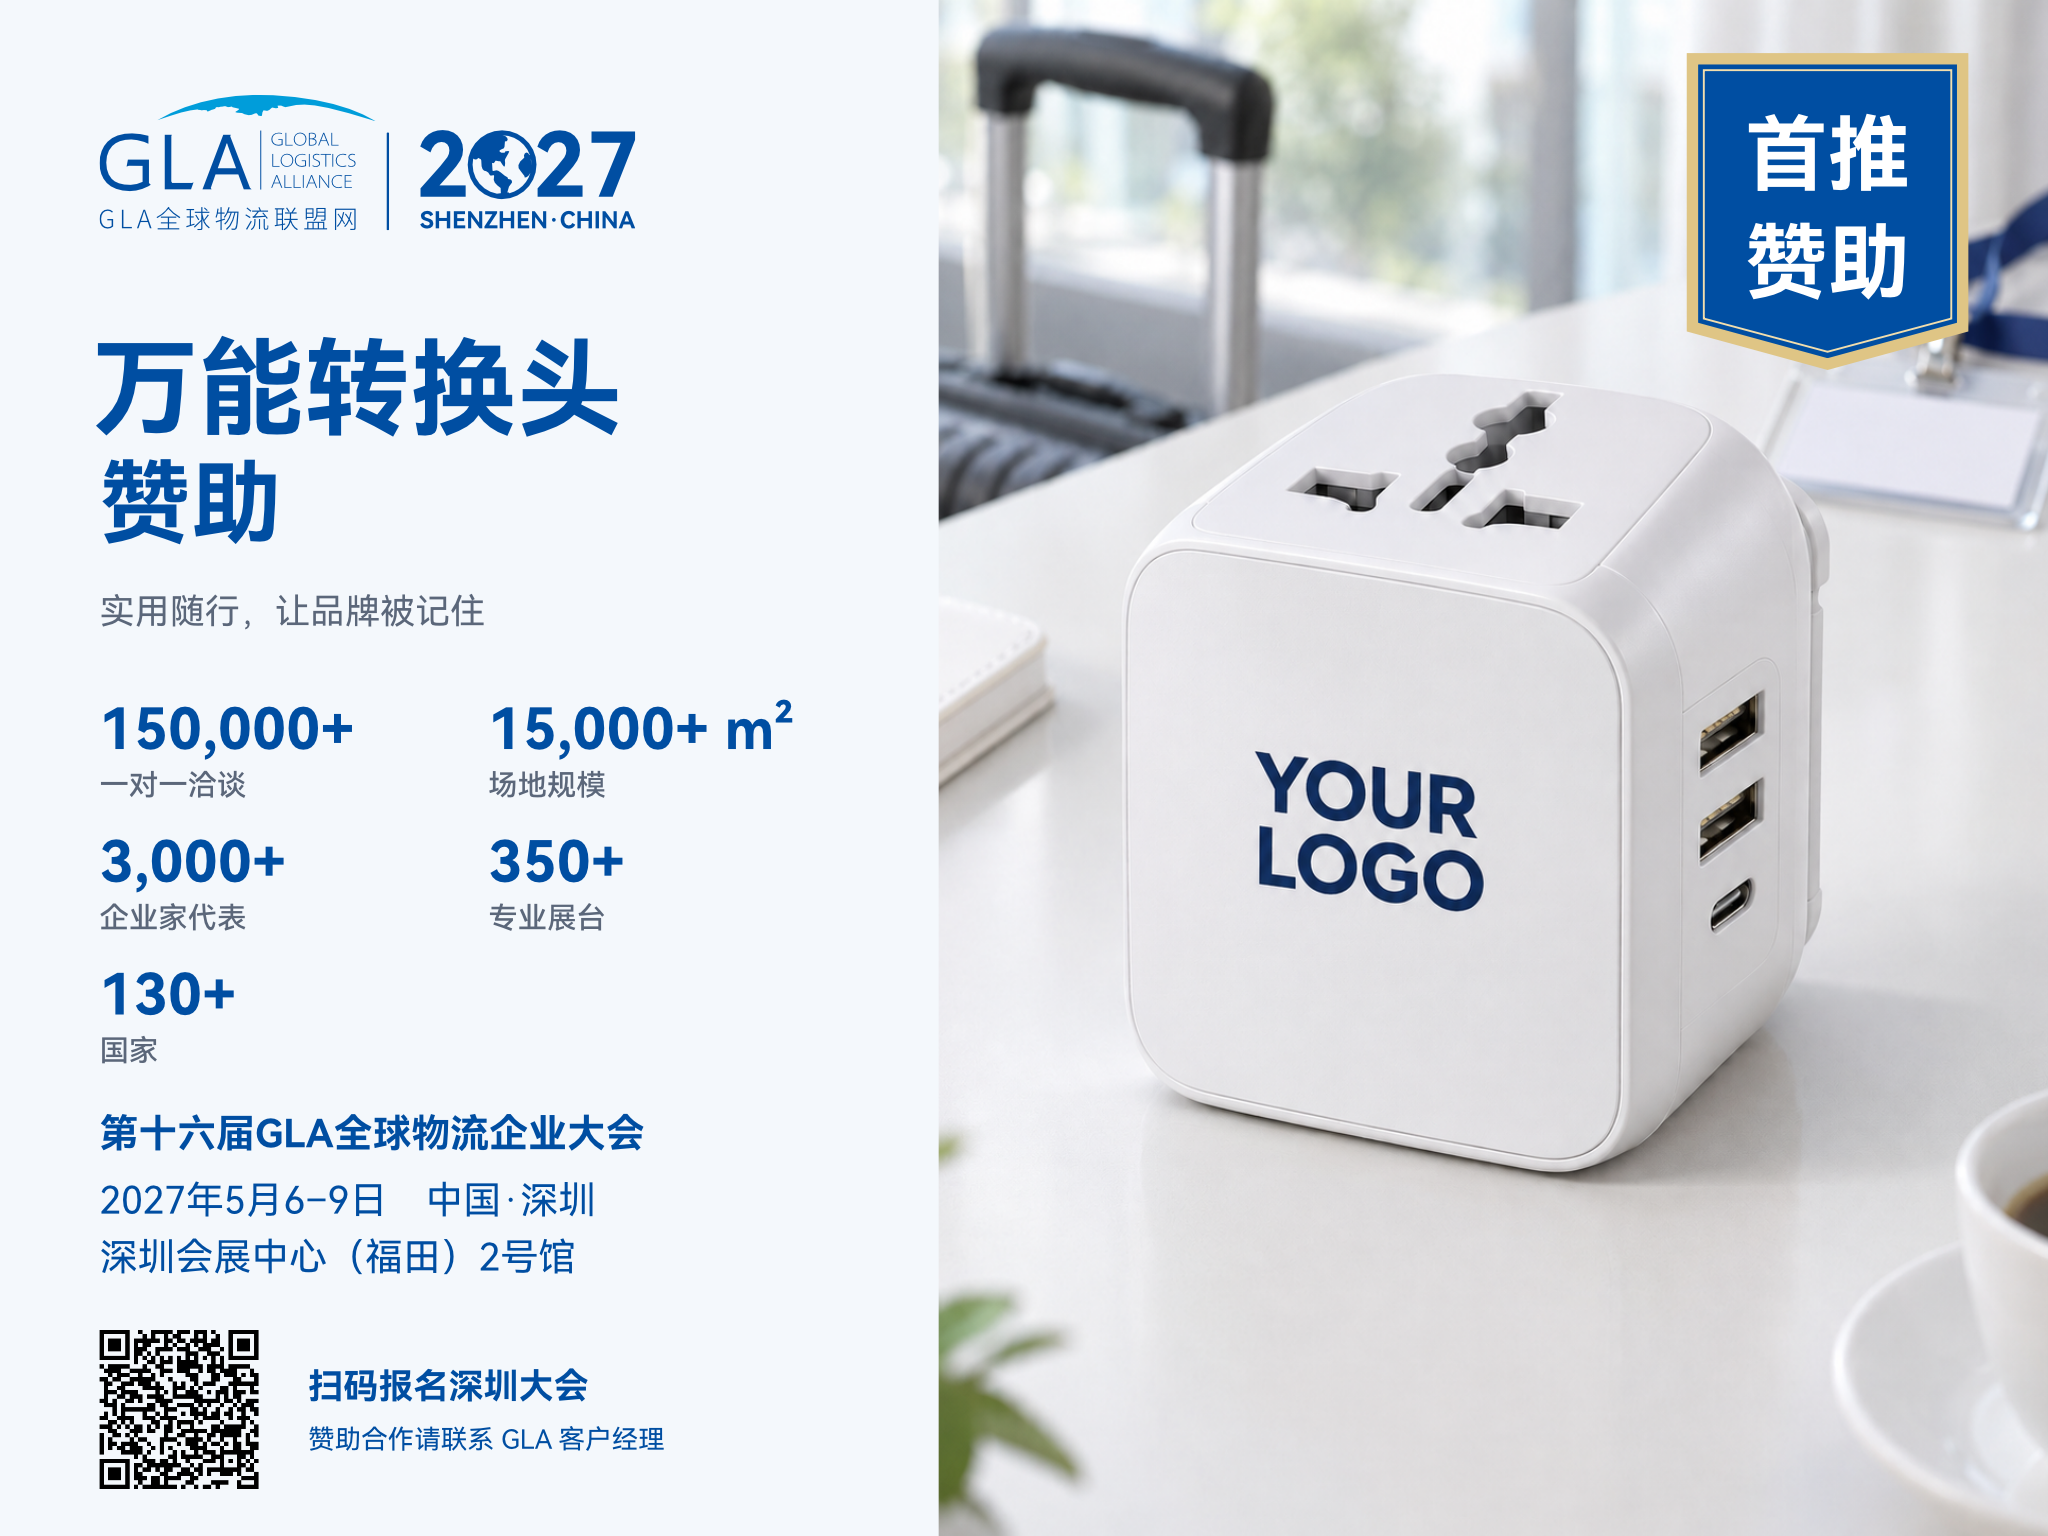 GLA
GLOBAL
LOGISTICS
ALLIANCE
GLA全球物流联盟网
2027
SHENZHEN·CHINA
首推
赞助
万能转换头
赞助
实用随行，让品牌被记住
150,000+
一对一洽谈
15,000+ m²
场地规模
3,000+
企业家代表
350+
专业展台
130+
国家
YOUR
LOGO
第十六届GLA全球物流企业大会
2027年5月6-9日 中国·深圳
深圳会展中心（福田）2号馆
扫码报名深圳大会
赞助合作请联系 GLA 客户经理